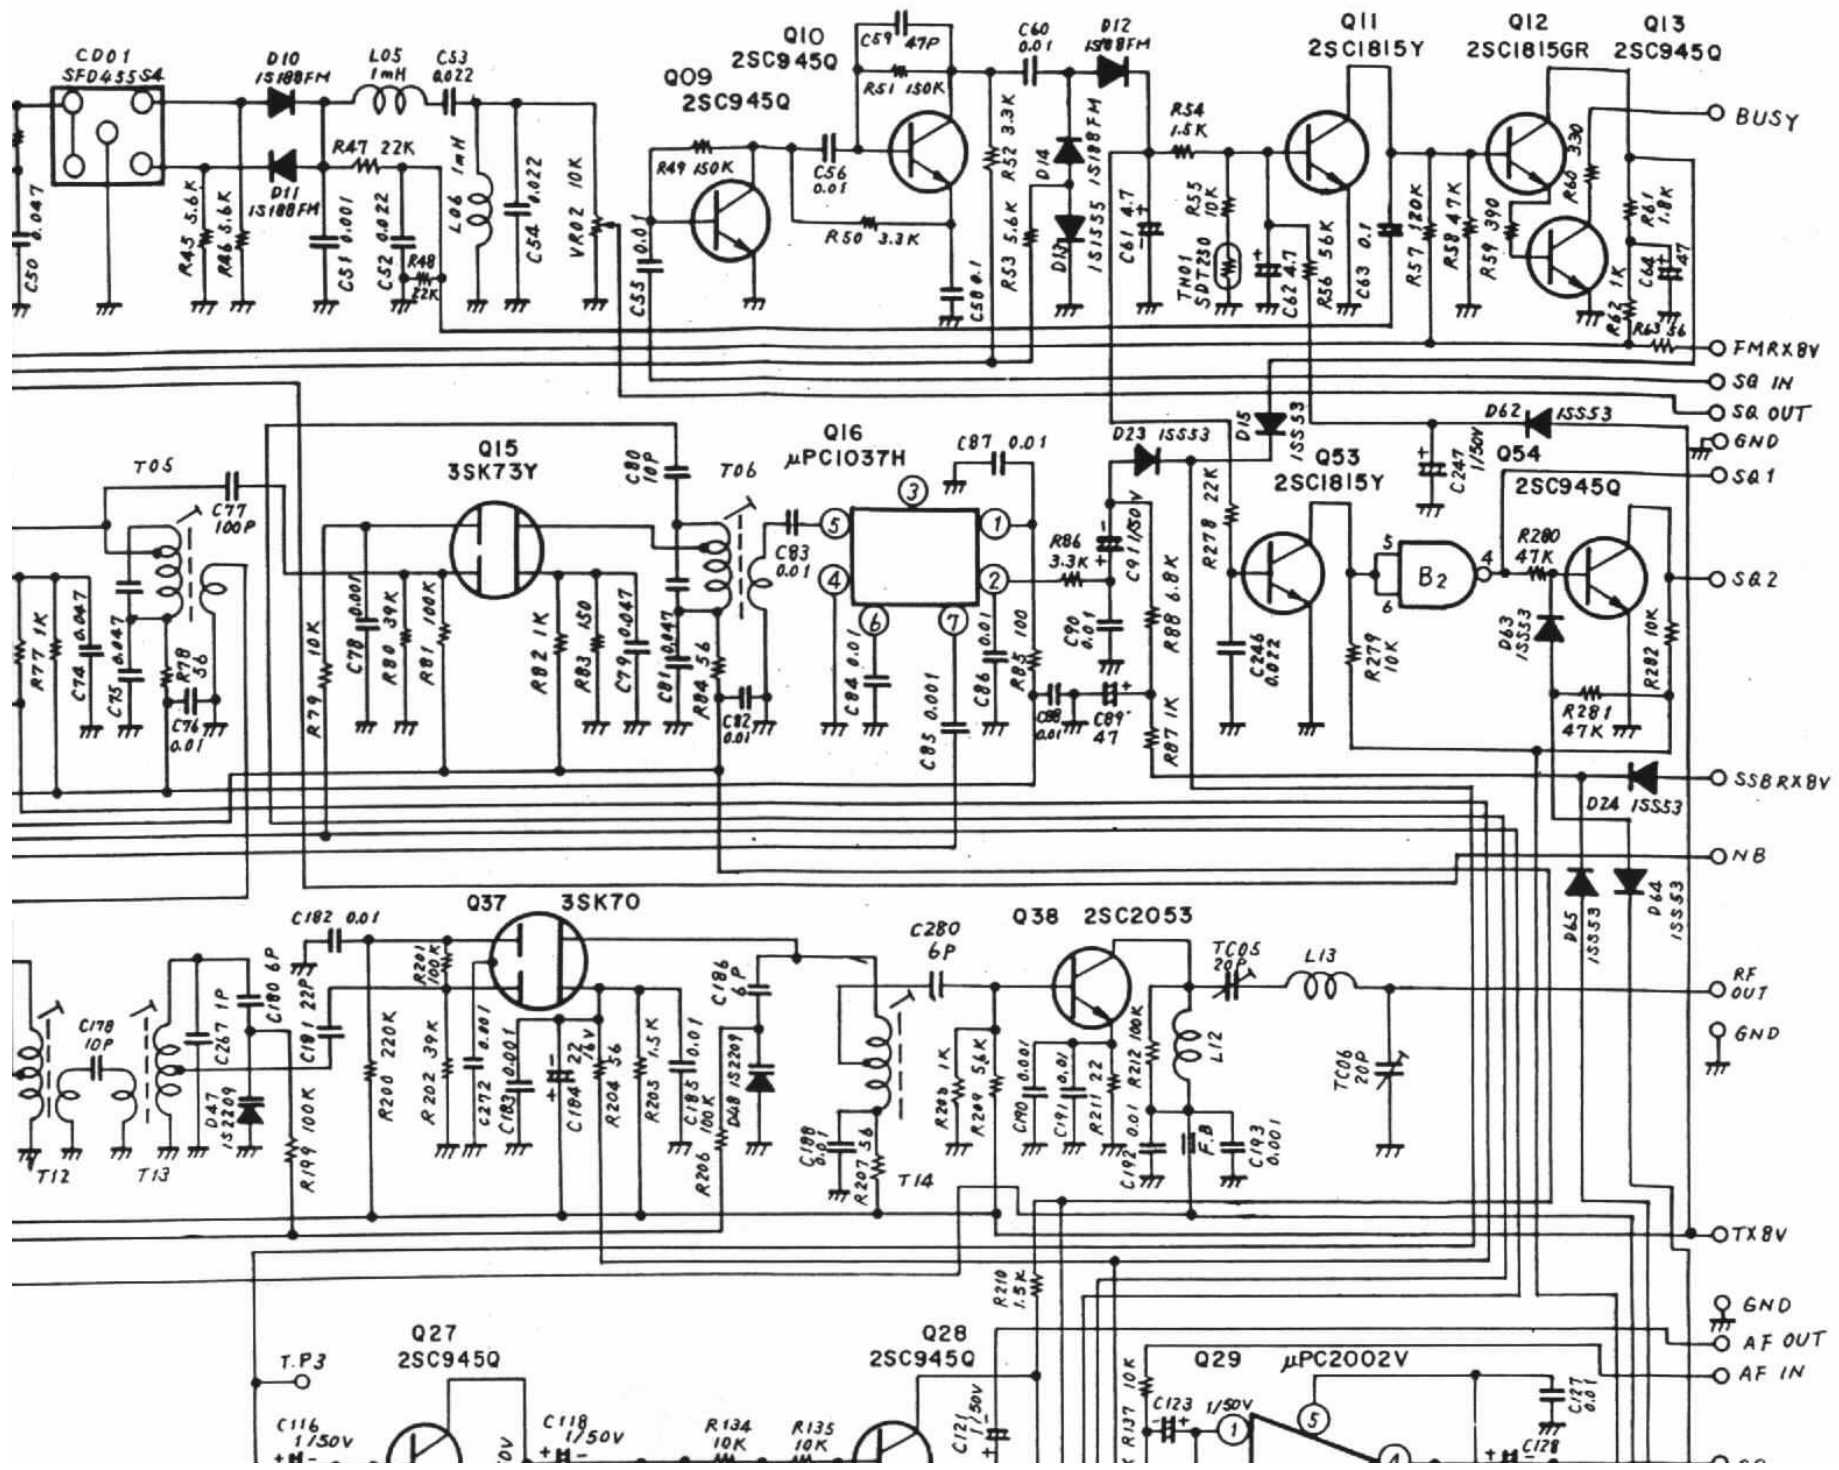 CD01
SFD455S4
D10
1S188FM
L05
1mH
C53
0.022
Q09
2SC945Q
Q10
2SC945Q
C59 47P
R51 150K
C60
0.01
D12
1S188FM
Q11
2SC1815Y
Q12
2SC1815GR
Q13
2SC945Q
BUSY
C50 0.047
R45 5.6K
R46 5.6K
D11
1S188FM
C51 0.001
R47 22K
C52 0.022
R48
22K
L06 1mH
C54 0.022
VR02 10K
R49 150K
C55 0.01
C56
0.01
R50 3.3K
C58 0.1
R52 3.3K
R53 5.6K
D14 1S188FM
D13 1S1555
C61 4.7
R54
1.5K
R55
10K
TH01
SDT250
C62 4.7
R56 56K
C63 0.1
R57 120K
R58 47K
R59 390
R60 330
R61
1.8K
R62 1K
C64
47
R63 56
FMRX8V
SQ IN
SQ OUT
GND
SQ1
SQ2
T05
C77
100P
Q15
3SK73Y
C80
10P
T06
Q16
μPC1037H
C87 0.01
D23 1SS53
D15
1SS53
Q53
2SC1815Y
C247
1/50V
D62 1SS53
Q54
2SC945Q
R77 1K
C74 0.047
C75 0.047
R78
56
C76
0.01
R79 10K
C78 0.001
R80 39K
R81 100K
R82 1K
R83 150
C79 0.047
C81 0.047
R84 56
C82
0.01
C83
0.01
5
3
1
4
2
6
7
C84 0.01
C85 0.001
C86 0.01
R85 100
R86
3.3K
C91 1/50V
C90
0.01
R88 6.8K
C88
0.01
C89
47
R87 1K
R278 22K
C246
0.022
R279
10K
5
6
B2
4
R280
47K
D63
1SS53
R281
47K
R282 10K
SSBRX8V
D24 1SS53
NB
D65
1SS53
D64
1SS53
C182 0.01
Q37 3SK70
Q38 2SC2053
C280
6P
TC05
20P
L13
RF
OUT
GND
R201
100K
C178
10P
T12
T13
C267 1P
C180 6P
D47
1S2209
R199 100K
C181 22P
R200 220K
R202 39K
C272 0.001
C183 0.001
C184 22
16V
R204 56
R205 1.5K
C185 0.01
R206 100K
C186
6P
D48 1S2209
C188
0.01
R207 56
T14
R208 1K
R209 5.6K
C190 0.001
C191 0.01
R211 22
R212 100K
C192 0.01
L12
F.B
C193
0.001
TC06
20P
TX8V
R210
1.5K
GND
AF OUT
AF IN
T.P3
Q27
2SC945Q
Q28
2SC945Q
Q29 μPC2002V
C116
1/50V
C118
1/50V
R134
10K
R135
10K
C121
1/50V
R137 10K
C123 1/50V
1
5
4
C127
0.01
C128